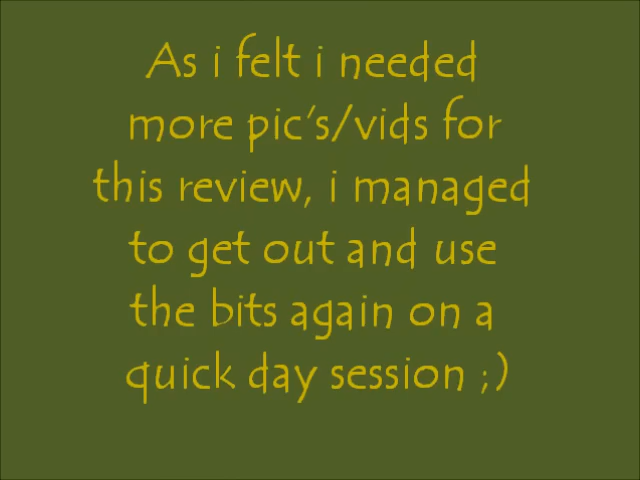 As i felt i needed
more pic's/vids for
this review, i managed
to get out and use
the bits again on a
quick day session ;)